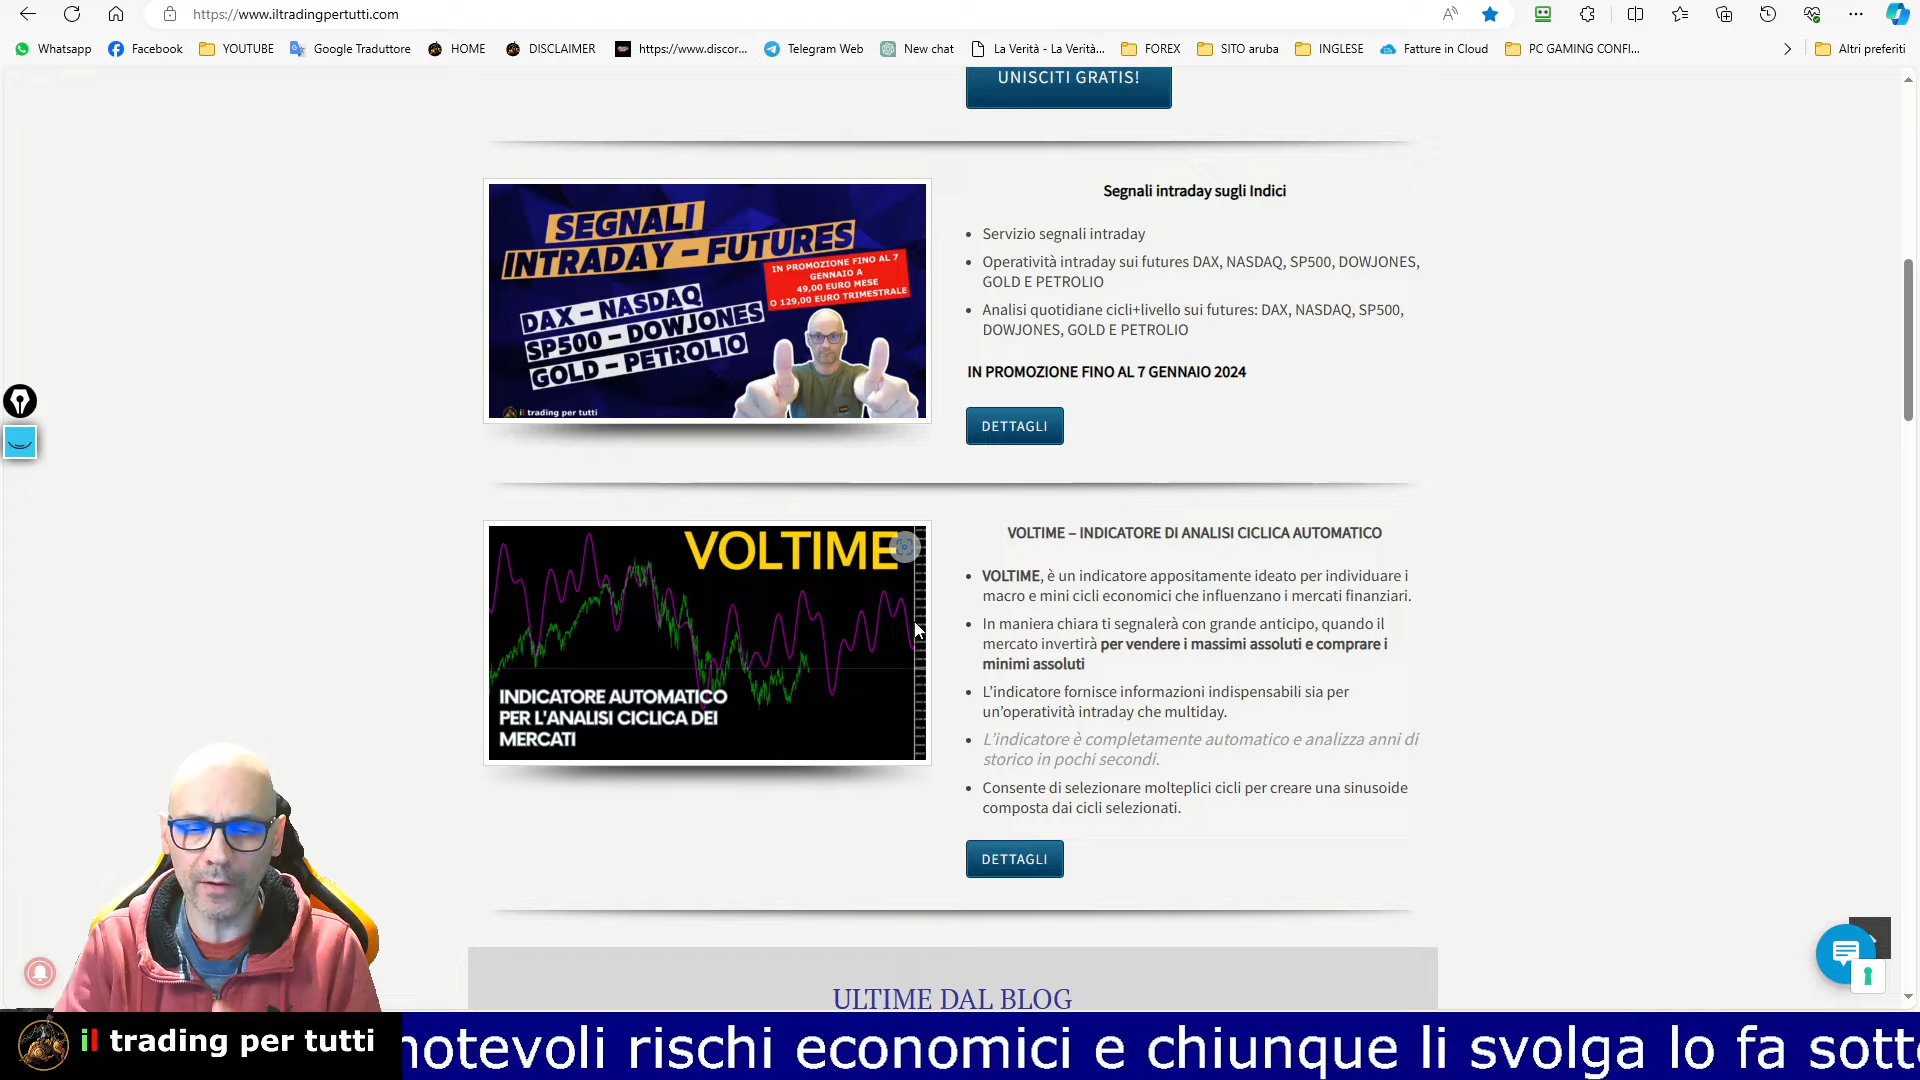 https://www.iltradingpertutti.com
Whatsapp
Facebook
YOUTUBE
Google Traduttore
HOME
DISCLAIMER
https://www.discor...
Telegram Web
New chat
La Verità - La Verità...
FOREX
SITO aruba
INGLESE
Fatture in Cloud
PC GAMING CONFI...
Altri preferiti
UNISCITI GRATIS!
SEGNALI
INTRADAY – FUTURES
IN PROMOZIONE FINO AL 7
GENNAIO A
49,00 EURO MESE
O 129,00 EURO TRIMESTRALE
DAX – NASDAQ
SP500 – DOWJONES
GOLD – PETROLIO
il trading per tutti
Segnali intraday sugli Indici
Servizio segnali intraday
Operatività intraday sui futures DAX, NASDAQ, SP500, DOWJONES,
GOLD E PETROLIO
Analisi quotidiane cicli+livello sui futures: DAX, NASDAQ, SP500,
DOWJONES, GOLD E PETROLIO
IN PROMOZIONE FINO AL 7 GENNAIO 2024
DETTAGLI
VOLTIME
INDICATORE AUTOMATICO
PER L'ANALISI CICLICA DEI
MERCATI
VOLTIME – INDICATORE DI ANALISI CICLICA AUTOMATICO
VOLTIME, è un indicatore appositamente ideato per individuare i
macro e mini cicli economici che influenzano i mercati finanziari.
In maniera chiara ti segnalerà con grande anticipo, quando il
mercato invertirà per vendere i massimi assoluti e comprare i
minimi assoluti
L’indicatore fornisce informazioni indispensabili sia per
un’operatività intraday che multiday.
L’indicatore è completamente automatico e analizza anni di
storico in pochi secondi.
Consente di selezionare molteplici cicli per creare una sinusoide
composta dai cicli selezionati.
DETTAGLI
ULTIME DAL BLOG
il trading per tutti
notevoli rischi economici e chiunque li svolga lo fa sotto